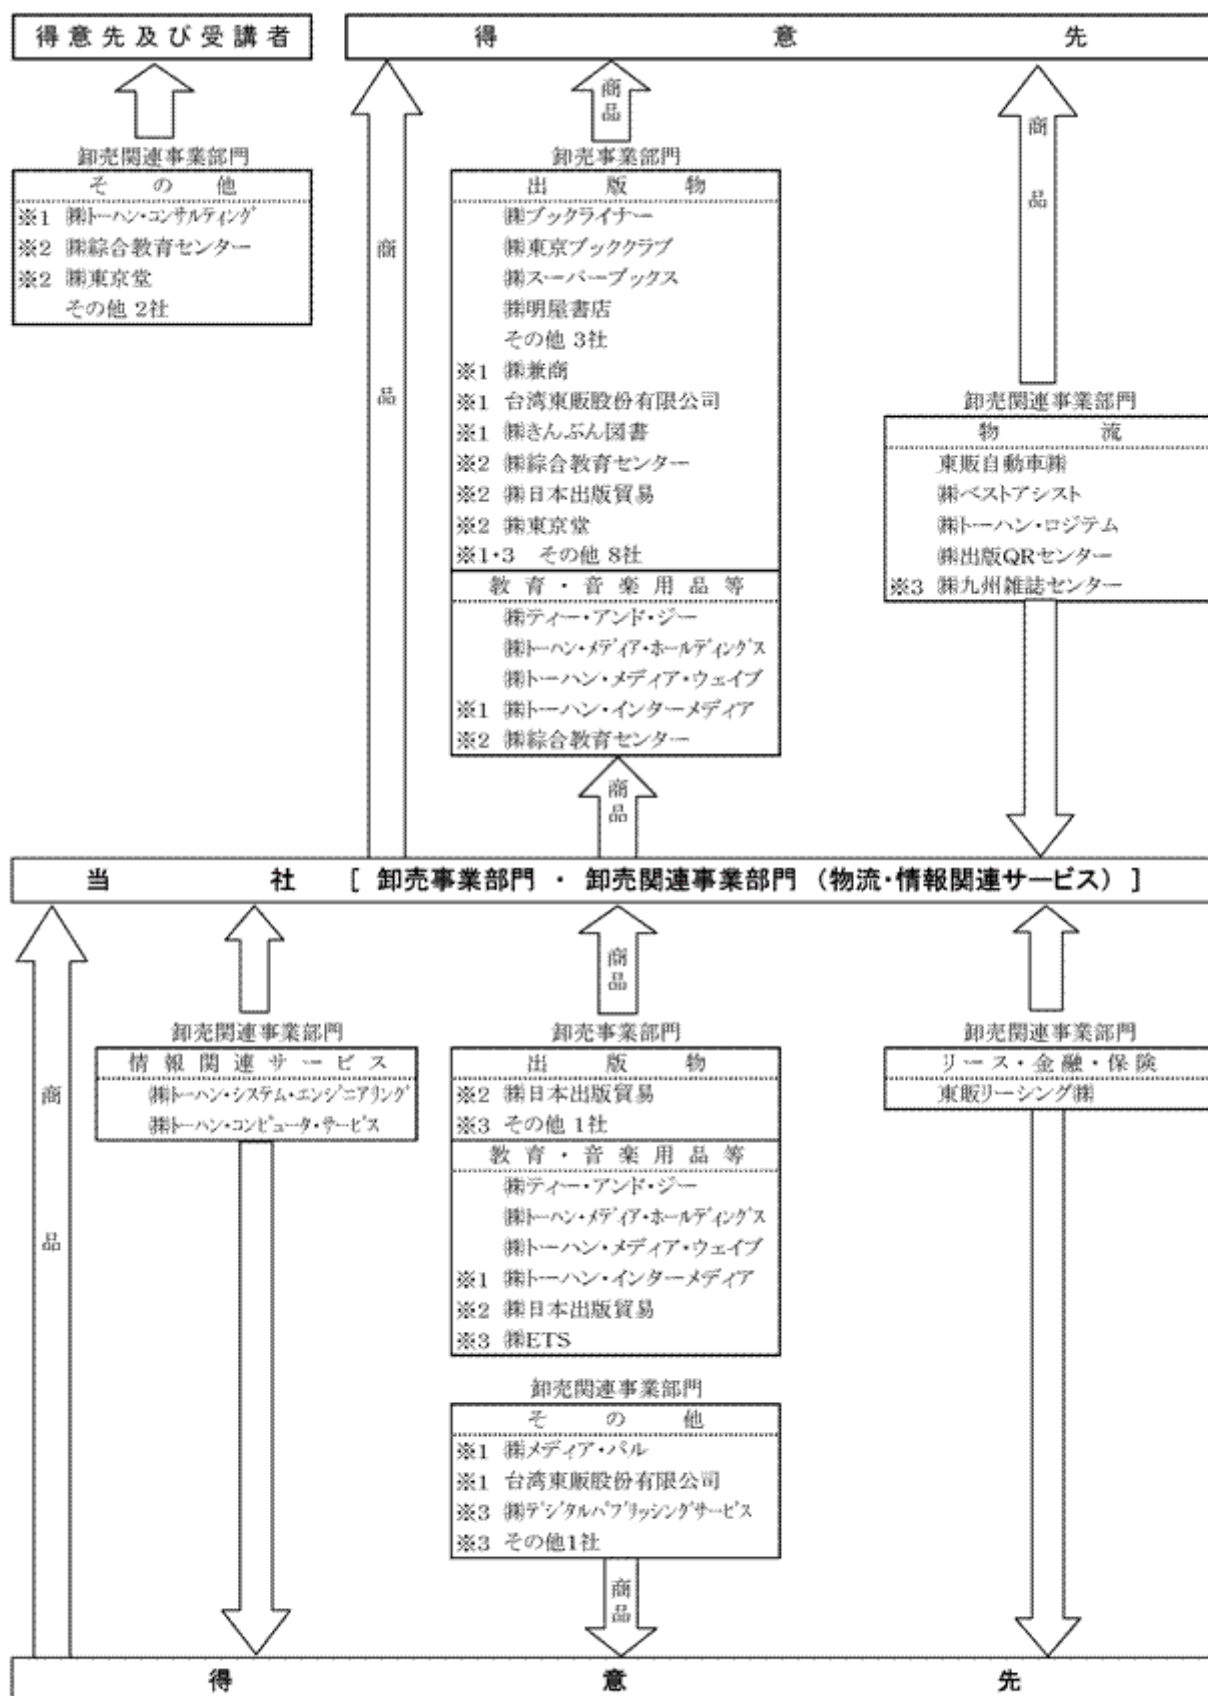 得意先及び受講者
得意先
商品
卸売関連事業部門
その他
※1 ㈱トーハン・コンサルティング
※2 ㈱綜合教育センター
※2 ㈱東京堂
その他 2社
商品
卸売事業部門
出版物
㈱ブックライナー
㈱東京ブッククラブ
㈱スーパーブックス
㈱明屋書店
その他 3社
※1 ㈱兼商
※1 台湾東販股份有限公司
※1 ㈱きんぶん図書
※2 ㈱綜合教育センター
※2 ㈱日本出版貿易
※2 ㈱東京堂
※1・3 その他 8社
教育・音楽用品等
㈱ティー・アンド・ジー
㈱トーハン・メディア・ホールディングス
㈱トーハン・メディア・ウェイブ
※1 ㈱トーハン・インターメディア
※2 ㈱綜合教育センター
商品
商品
卸売関連事業部門
物流
東販自動車㈱
㈱ベストアシスト
㈱トーハン・ロジテム
㈱出版QRセンター
※3 ㈱九州雑誌センター
当社 [ 卸売事業部門 ・ 卸売関連事業部門 （物流・情報関連サービス） ]
商品
卸売関連事業部門
情報関連サービス
㈱トーハン・システム・エンジニアリング
㈱トーハン・コンピュータ・サービス
商品
卸売事業部門
出版物
※2 ㈱日本出版貿易
※3 その他 1社
教育・音楽用品等
㈱ティー・アンド・ジー
㈱トーハン・メディア・ホールディングス
㈱トーハン・メディア・ウェイブ
※1 ㈱トーハン・インターメディア
※2 ㈱日本出版貿易
※3 ㈱ETS
卸売関連事業部門
その他
※1 ㈱メディア・パル
※1 台湾東販股份有限公司
※3 ㈱デジタルパブリッシングサービス
※3 その他1社
商品
卸売関連事業部門
リース・金融・保険
東販リーシング㈱
得意先